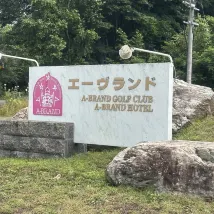 エーヴランド
A-BRAND GOLF CLUB
A-BRAND HOTEL